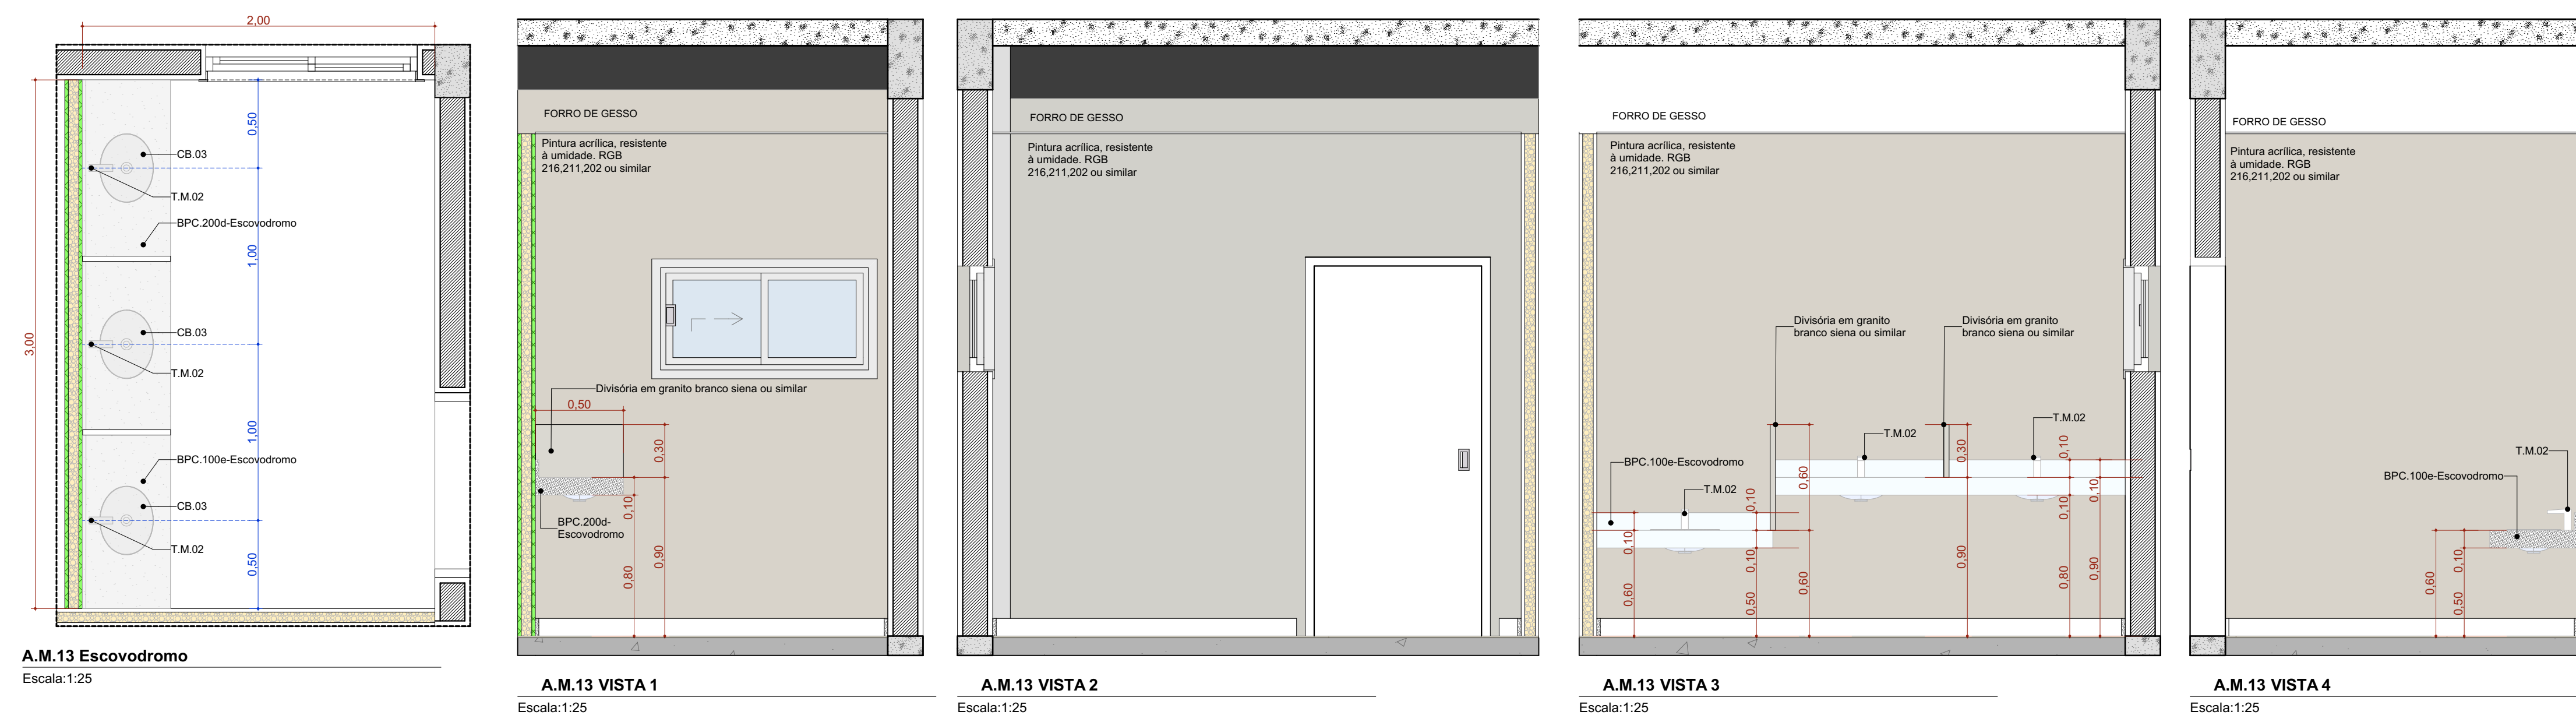 2,00
3,00
0,50
CB.03
T.M.02
BPC.200d-Escovodromo
1,00
CB.03
T.M.02
1,00
BPC.100e-Escovodromo
CB.03
T.M.02
0,50
A.M.13 Escovodromo
Escala:1:25
FORRO DE GESSO
Pintura acrílica, resistente
à umidade. RGB
216,211,202 ou similar
Divisória em granito branco siena ou similar
0,50
0,30
0,10
BPC.200d-
Escovodromo
0,90
0,80
A.M.13 VISTA 1
Escala:1:25
FORRO DE GESSO
Pintura acrílica, resistente
à umidade. RGB
216,211,202 ou similar
A.M.13 VISTA 2
Escala:1:25
FORRO DE GESSO
Pintura acrílica, resistente
à umidade. RGB
216,211,202 ou similar
Divisória em granito
branco siena ou similar
Divisória em granito
branco siena ou similar
T.M.02
T.M.02
0,10
0,30
BPC.100e-Escovodromo
0,60
0,10
T.M.02
0,10
0,10
0,10
0,10
0,90
0,80
0,90
0,60
0,50
0,60
A.M.13 VISTA 3
Escala:1:25
FORRO DE GESSO
Pintura acrílica, resistente
à umidade. RGB
216,211,202 ou similar
T.M.02
BPC.100e-Escovodromo
0,10
0,60
0,50
A.M.13 VISTA 4
Escala:1:25